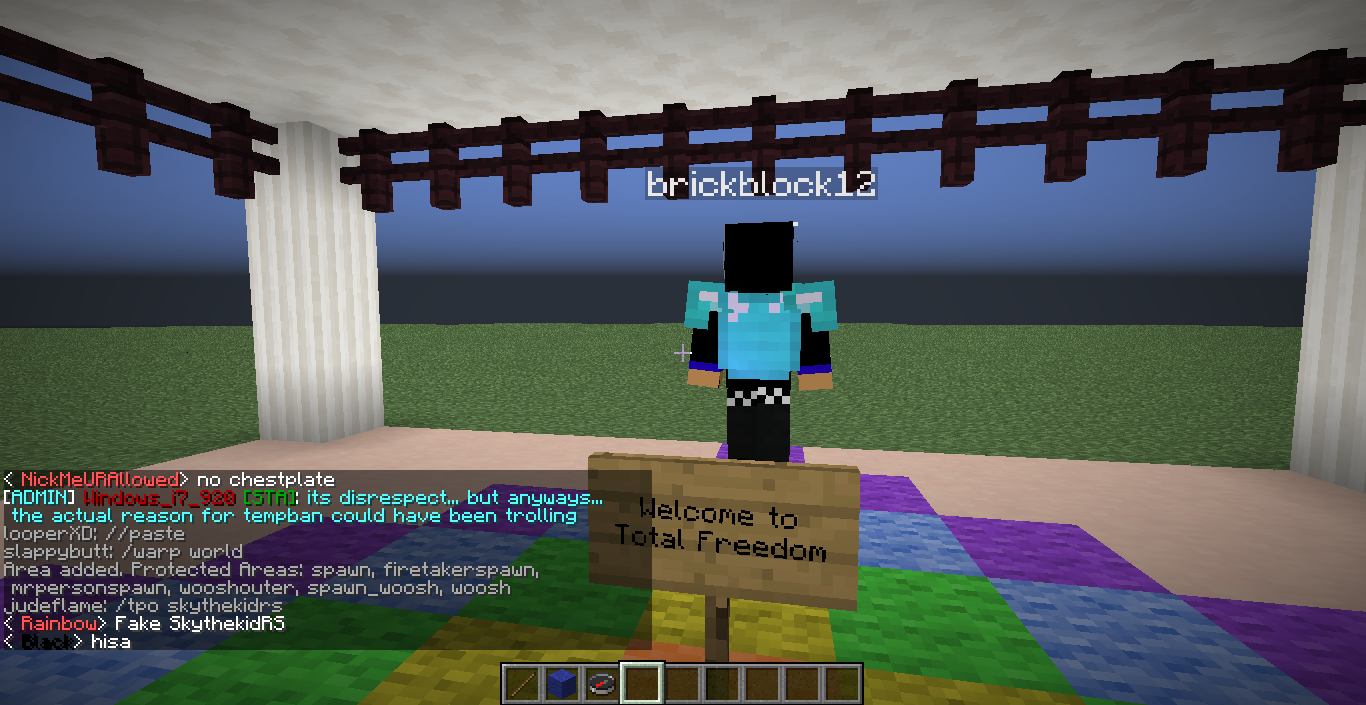 brickblock12
< NickMeURAllowed> no chestplate
[ADMIN] Windows_i7_920 [STA]: its disrespect... but anyways...
the actual reason for tempban could have been trolling
looperXD: //paste
slappybutt: /warp world
Area added. Protected Areas: spawn, firetakerspawn,
mrpersonspawn, wooshouter, spawn_woosh, woosh
judeflame: /tpo skythekidrs
< Rainbow> Fake SkythekidRS
< Black> hisa
Welcome to
Total Freedom